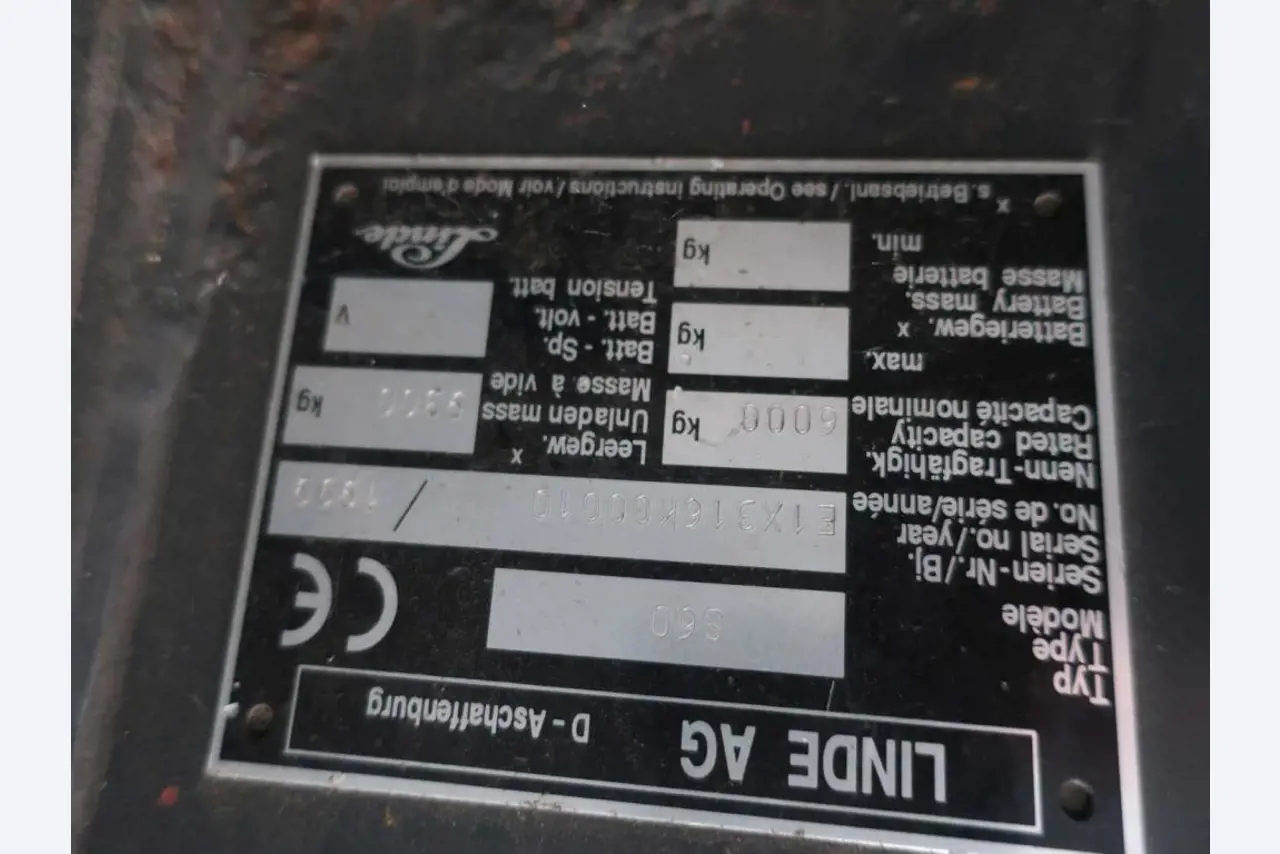 LINDE AG D - Aschaffenburg
Typ
Type
Modèle
S60
CE
Serien-Nr./Bj.
Serial no./year
No. de série/année
E1X316K00010 /
Nenn-Tragfähigk.
Rated capacity
Capacité nominale
6000 kg
Leergew. x
Unladen mass
Masse à vide
kg
max.
Batteriegew. x
Battery mass.
Masse batterie
min.
kg
kg
Batt. - Sp.
Batt. - volt.
Tension batt.
V
Linde
x s. Betriebsanl. / see Operating instructions / voir Mode d'emploi